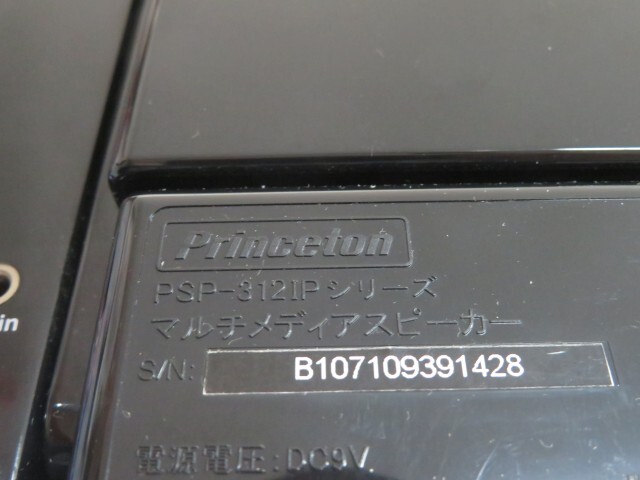 Princeton
PSP-312IPシリーズ
マルチメディアスピーカー
S/N: B107109391428
電源電圧:DC9V
in